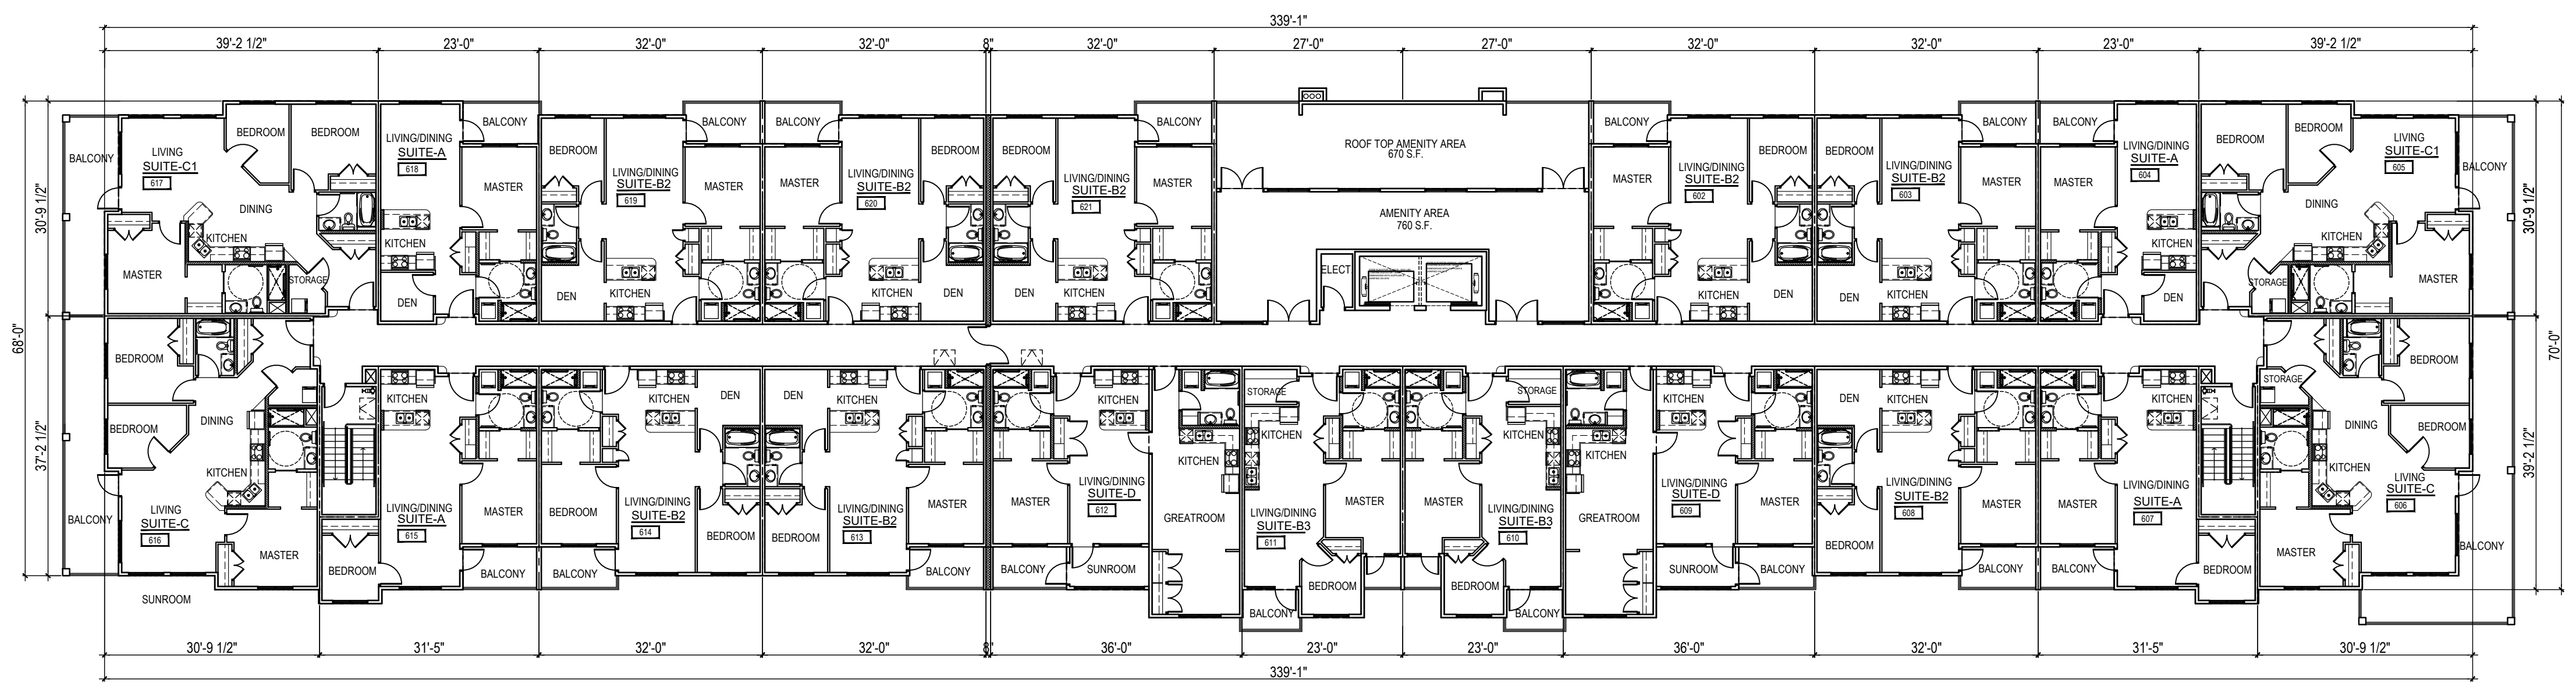 339'-1"
39'-2 1/2"
23'-0"
32'-0"
32'-0"
8"
32'-0"
27'-0"
27'-0"
32'-0"
32'-0"
23'-0"
39'-2 1/2"
68'-0"
30'-9 1/2"
37'-2 1/2"
BALCONY
LIVING
SUITE-C1
617
BEDROOM
BEDROOM
DINING
KITCHEN
MASTER
STORAGE
LIVING/DINING
SUITE-A
618
BALCONY
MASTER
KITCHEN
DEN
BEDROOM
LIVING/DINING
SUITE-B2
619
BALCONY
MASTER
DEN
KITCHEN
BALCONY
MASTER
LIVING/DINING
SUITE-B2
620
BEDROOM
KITCHEN
DEN
BEDROOM
LIVING/DINING
SUITE-B2
621
BALCONY
MASTER
DEN
KITCHEN
ROOF TOP AMENITY AREA
670 S.F.
AMENITY AREA
760 S.F.
ELECT.
BALCONY
MASTER
LIVING/DINING
SUITE-B2
602
BEDROOM
KITCHEN
DEN
BEDROOM
LIVING/DINING
SUITE-B2
603
BALCONY
MASTER
DEN
KITCHEN
BALCONY
MASTER
LIVING/DINING
SUITE-A
604
KITCHEN
DEN
BEDROOM
BEDROOM
LIVING
SUITE-C1
605
BALCONY
DINING
KITCHEN
MASTER
STORAGE
30'-9 1/2"
70'-0"
39'-2 1/2"
BEDROOM
BEDROOM
DINING
KITCHEN
BALCONY
LIVING
SUITE-C
616
MASTER
SUNROOM
BEDROOM
KITCHEN
LIVING/DINING
SUITE-A
615
MASTER
BALCONY
KITCHEN
DEN
BEDROOM
LIVING/DINING
SUITE-B2
614
BEDROOM
BALCONY
DEN
KITCHEN
BEDROOM
LIVING/DINING
SUITE-B2
613
MASTER
BALCONY
KITCHEN
MASTER
LIVING/DINING
SUITE-D
612
BALCONY
SUNROOM
KITCHEN
GREATROOM
STORAGE
KITCHEN
LIVING/DINING
SUITE-B3
611
MASTER
BEDROOM
BALCONY
STORAGE
KITCHEN
MASTER
LIVING/DINING
SUITE-B3
610
BEDROOM
BALCONY
KITCHEN
GREATROOM
KITCHEN
LIVING/DINING
SUITE-D
609
MASTER
SUNROOM
BALCONY
DEN
KITCHEN
LIVING/DINING
SUITE-B2
608
MASTER
BEDROOM
BALCONY
KITCHEN
MASTER
LIVING/DINING
SUITE-A
607
BALCONY
BEDROOM
STORAGE
BEDROOM
DINING
BEDROOM
KITCHEN
LIVING
SUITE-C
606
MASTER
BALCONY
30'-9 1/2"
31'-5"
32'-0"
32'-0"
8"
36'-0"
23'-0"
23'-0"
36'-0"
32'-0"
31'-5"
30'-9 1/2"
339'-1"